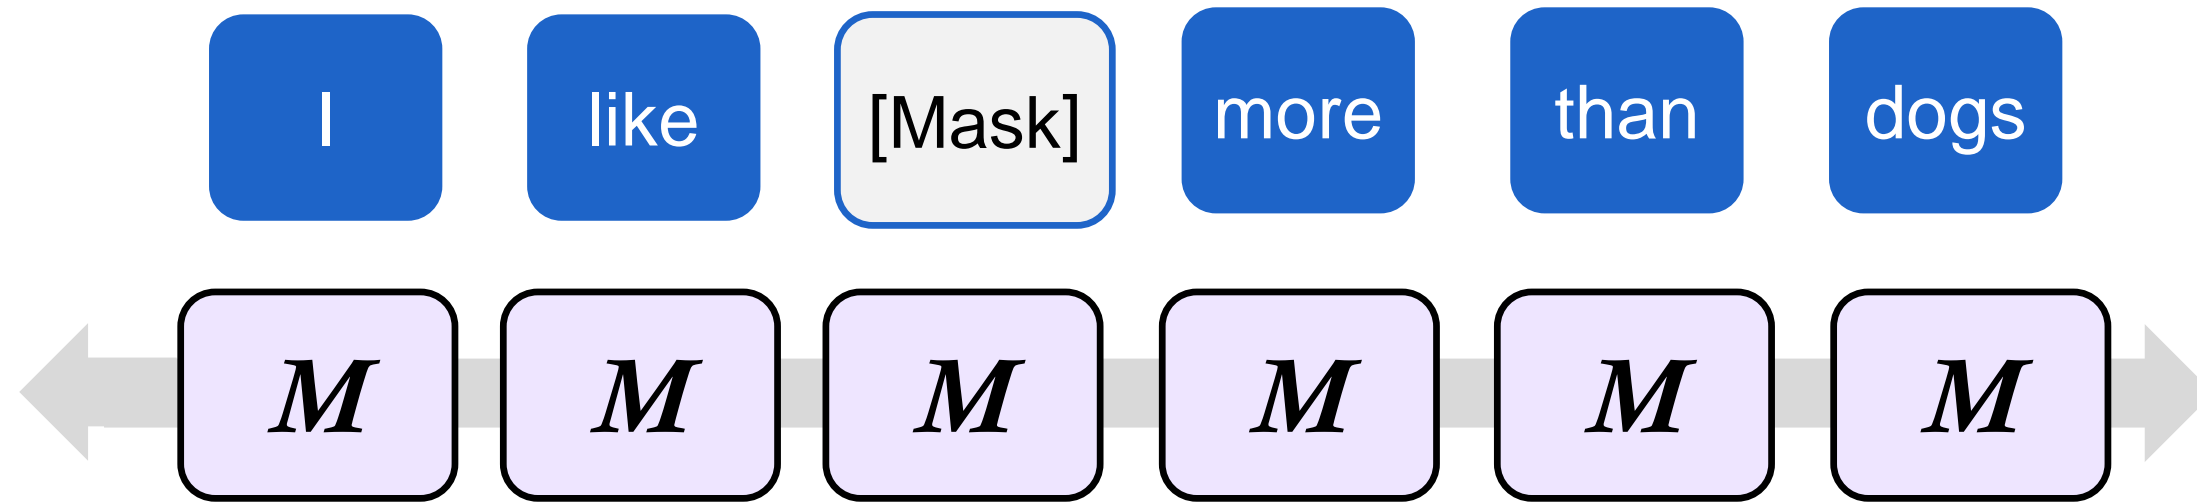 I like [Mask] more than dogs
M M M M M M